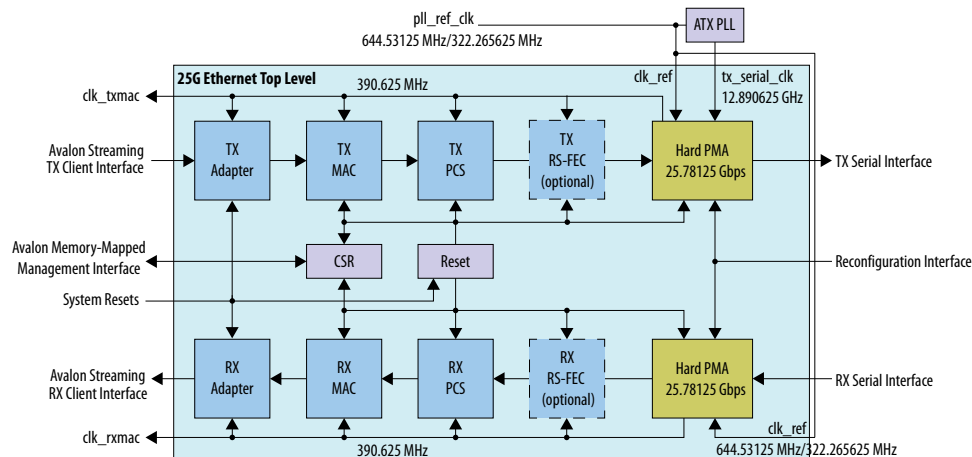 pll_ref_clk
644.53125 MHz/322.265625 MHz
ATX PLL
25G Ethernet Top Level
390.625 MHz
clk_ref
tx_serial_clk
12.890625 GHz
clk_txmac
Avalon Streaming
TX Client Interface
TX
Adapter
TX
MAC
TX
PCS
TX
RS-FEC
(optional)
Hard PMA
25.78125 Gbps
TX Serial Interface
Avalon Memory-Mapped
Management Interface
CSR
Reset
Reconfiguration Interface
System Resets
Avalon Streaming
RX Client Interface
RX
Adapter
RX
MAC
RX
PCS
RX
RS-FEC
(optional)
Hard PMA
25.78125 Gbps
RX Serial Interface
clk_rxmac
390.625 MHz
clk_ref
644.53125 MHz/322.265625 MHz